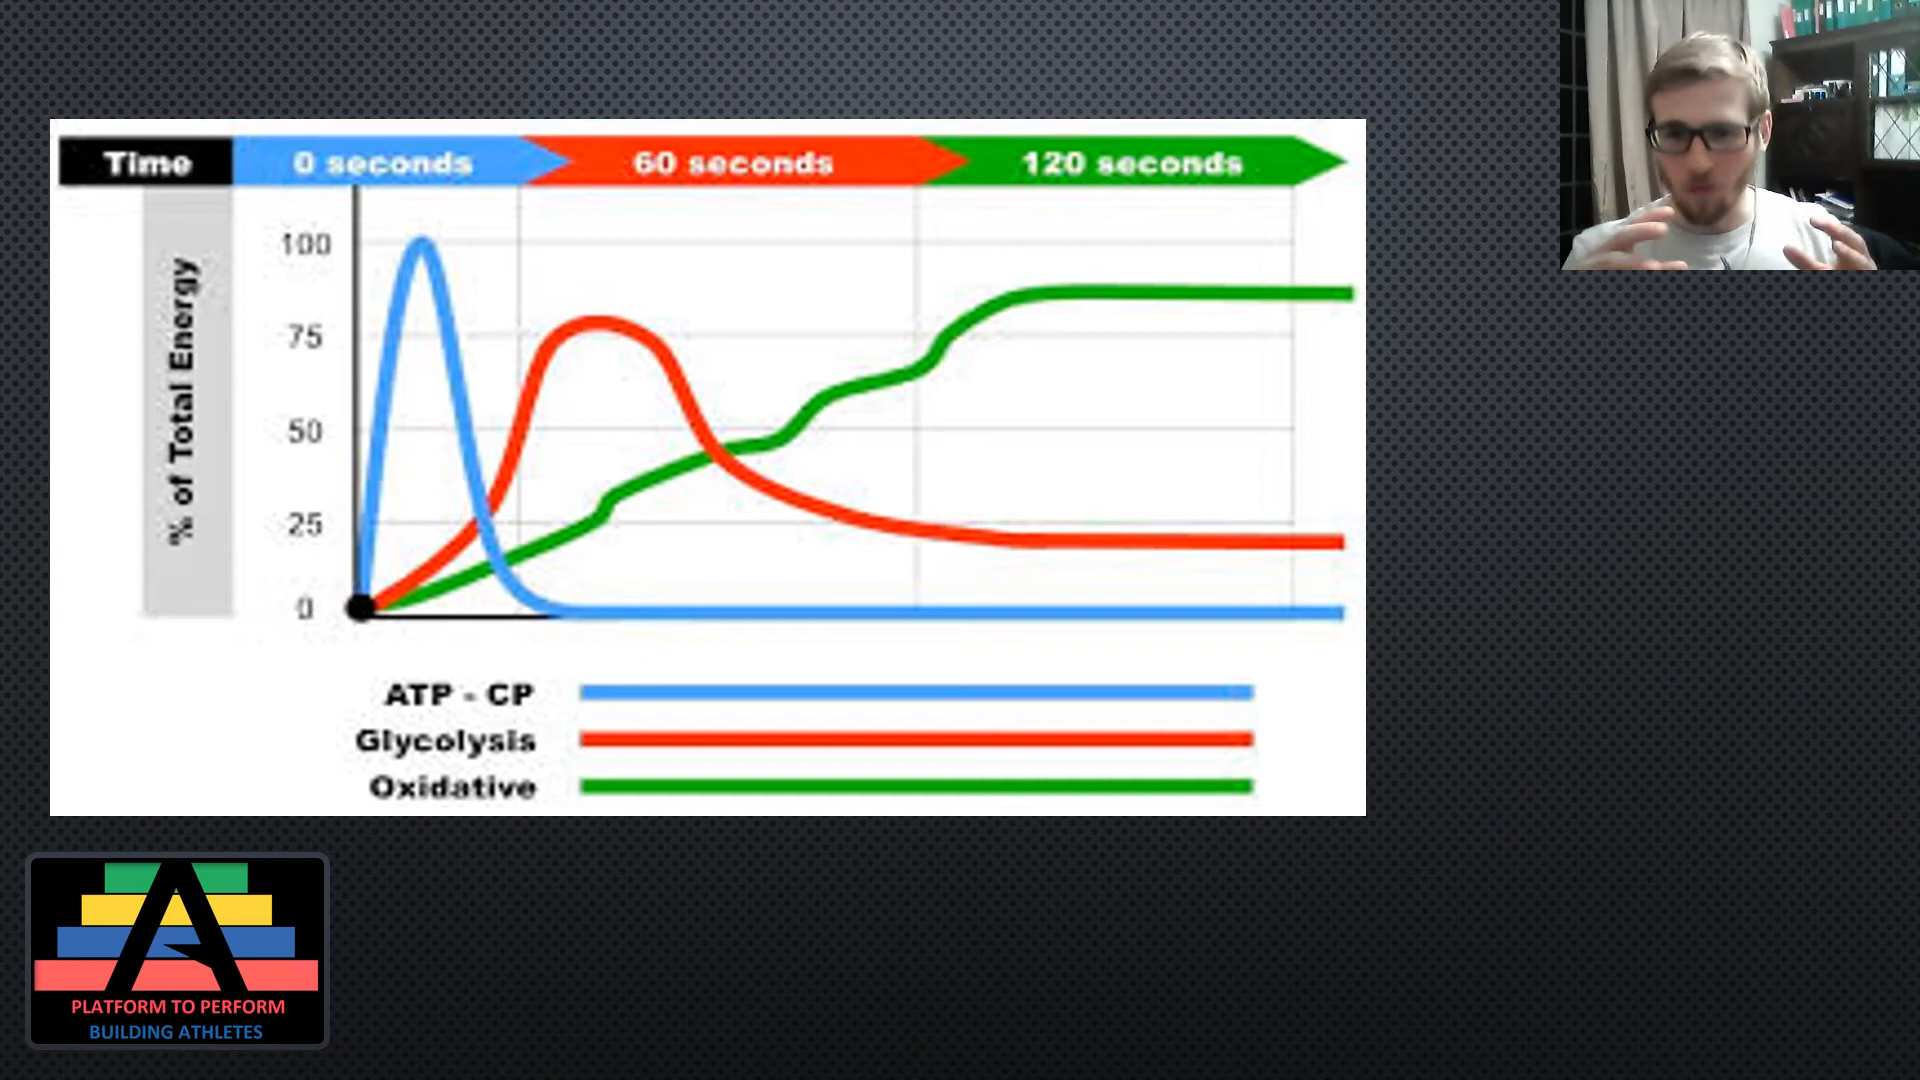 Time 0 seconds 60 seconds 120 seconds
% of Total Energy
100
75
50
25
0
ATP - CP
Glycolysis
Oxidative
PLATFORM TO PERFORM
BUILDING ATHLETES